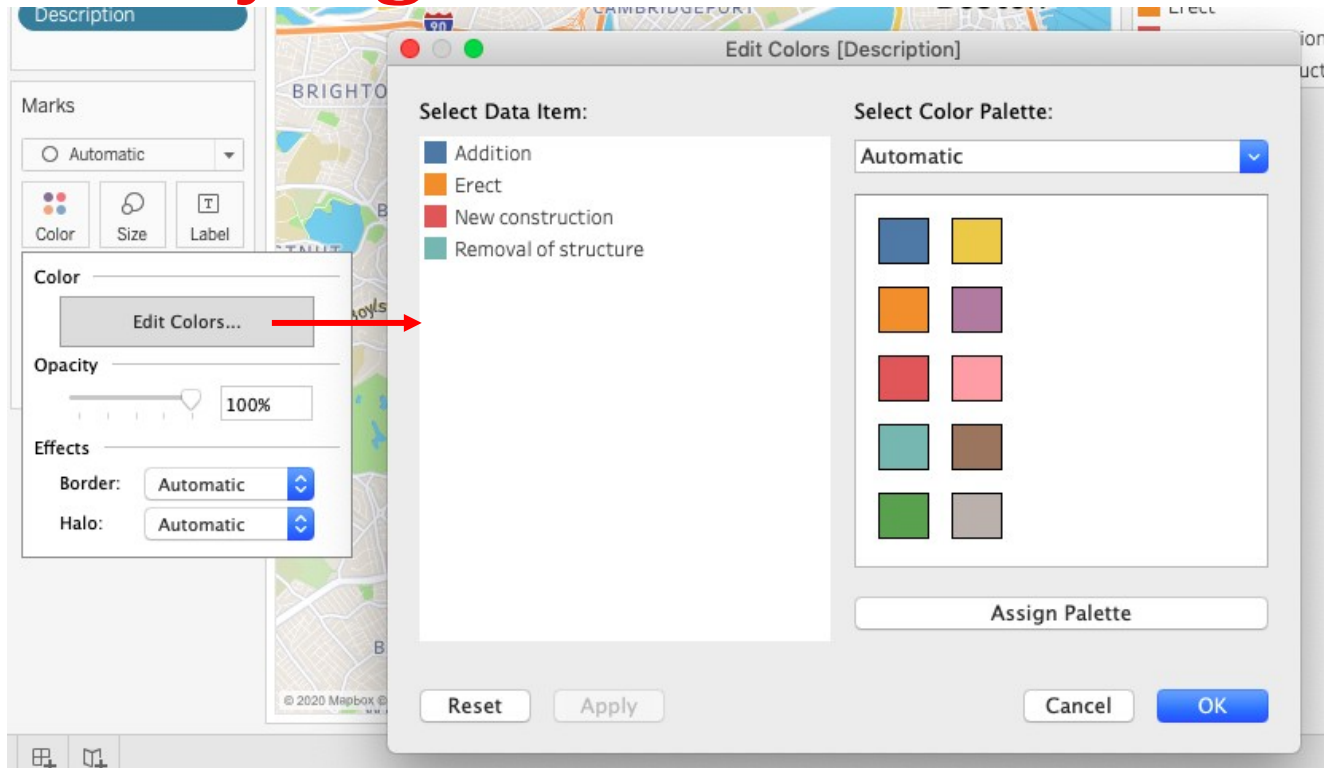 Description
Marks
Automatic
Color Size Label
Color
Edit Colors...
Opacity
100%
Effects
Border: Automatic
Halo: Automatic
90
CAMBRIDGEPORT
BRIGHTO
© 2020 Mapbox ©
Erect
Edit Colors [Description]
Select Data Item:
Addition
Erect
New construction
Removal of structure
Select Color Palette:
Automatic
Assign Palette
Reset Apply Cancel OK